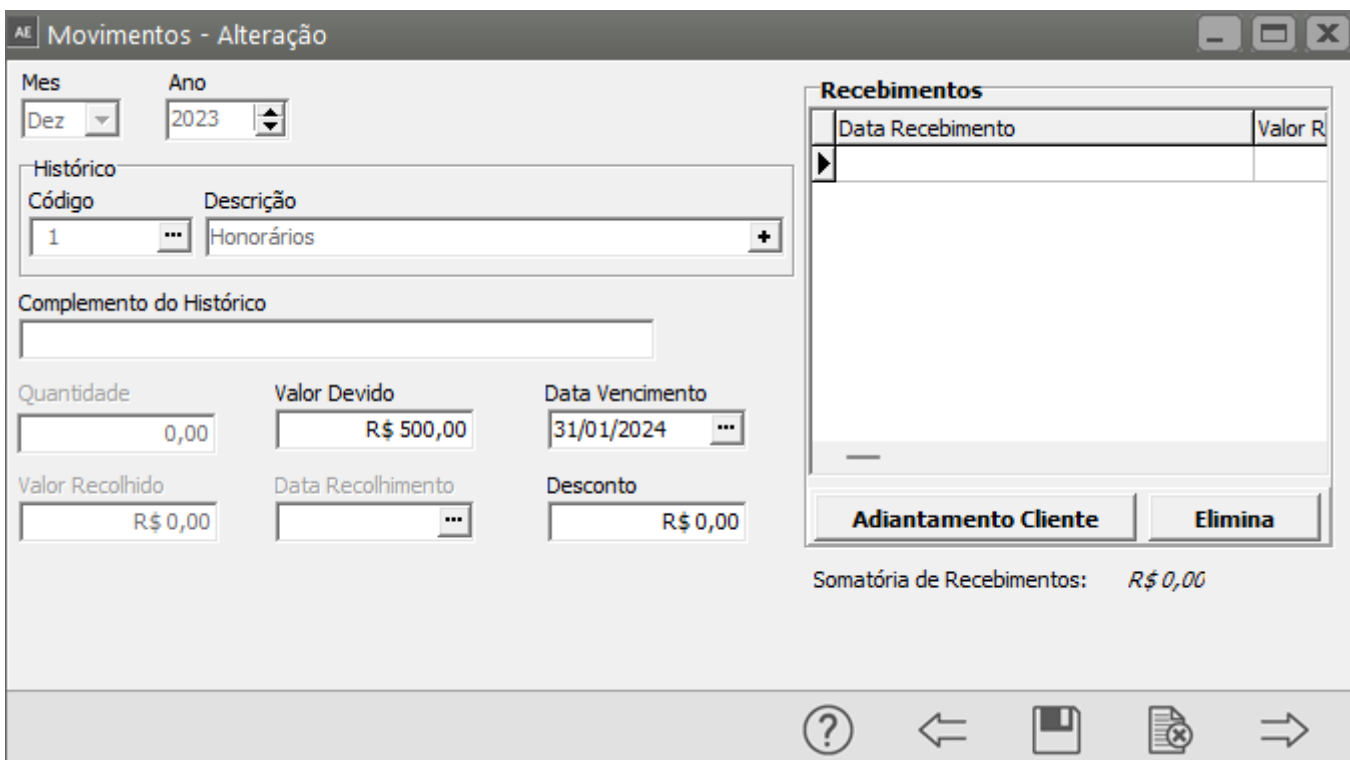 AE Movimentos - Alteração
Mes Ano
Dez 2023
Histórico
Código Descrição
1 ... Honorários +
Complemento do Histórico
Quantidade Valor Devido Data Vencimento
0,00 R$ 500,00 31/01/2024 ...
Valor Recolhido Data Recolhimento Desconto
R$ 0,00 ... R$ 0,00
Recebimentos
Data Recebimento Valor R
Adiantamento Cliente Elimina
Somatória de Recebimentos: R$ 0,00
?